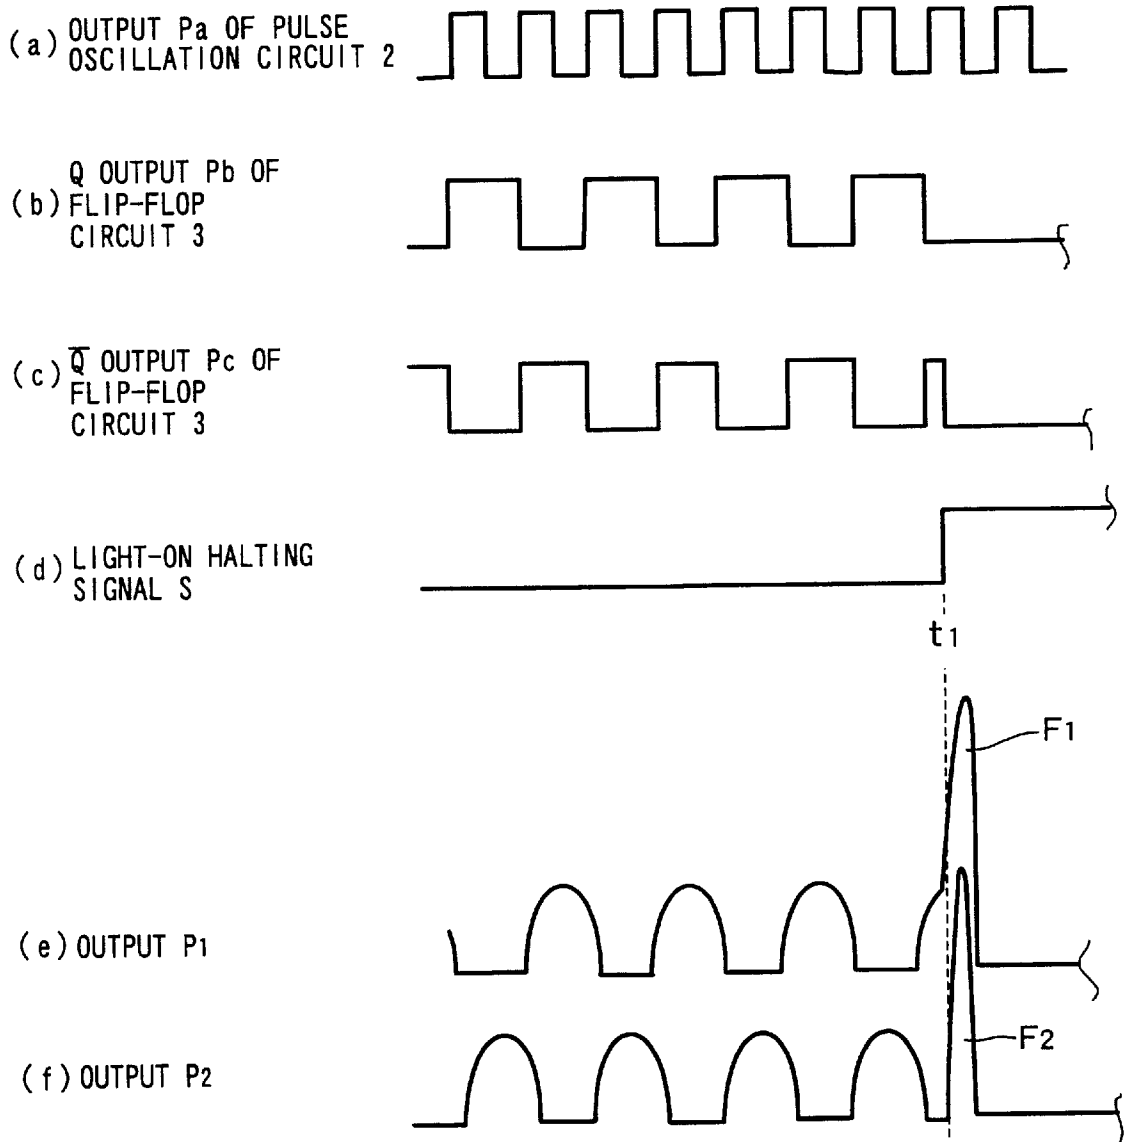 (a) OUTPUT Pa OF PULSE
OSCILLATION CIRCUIT 2
Q OUTPUT Pb OF
(b) FLIP-FLOP
CIRCUIT 3
(c) Q̅ OUTPUT Pc OF
FLIP-FLOP
CIRCUIT 3
(d) LIGHT-ON HALTING
SIGNAL S
t1
F1
(e) OUTPUT P1
F2
(f) OUTPUT P2